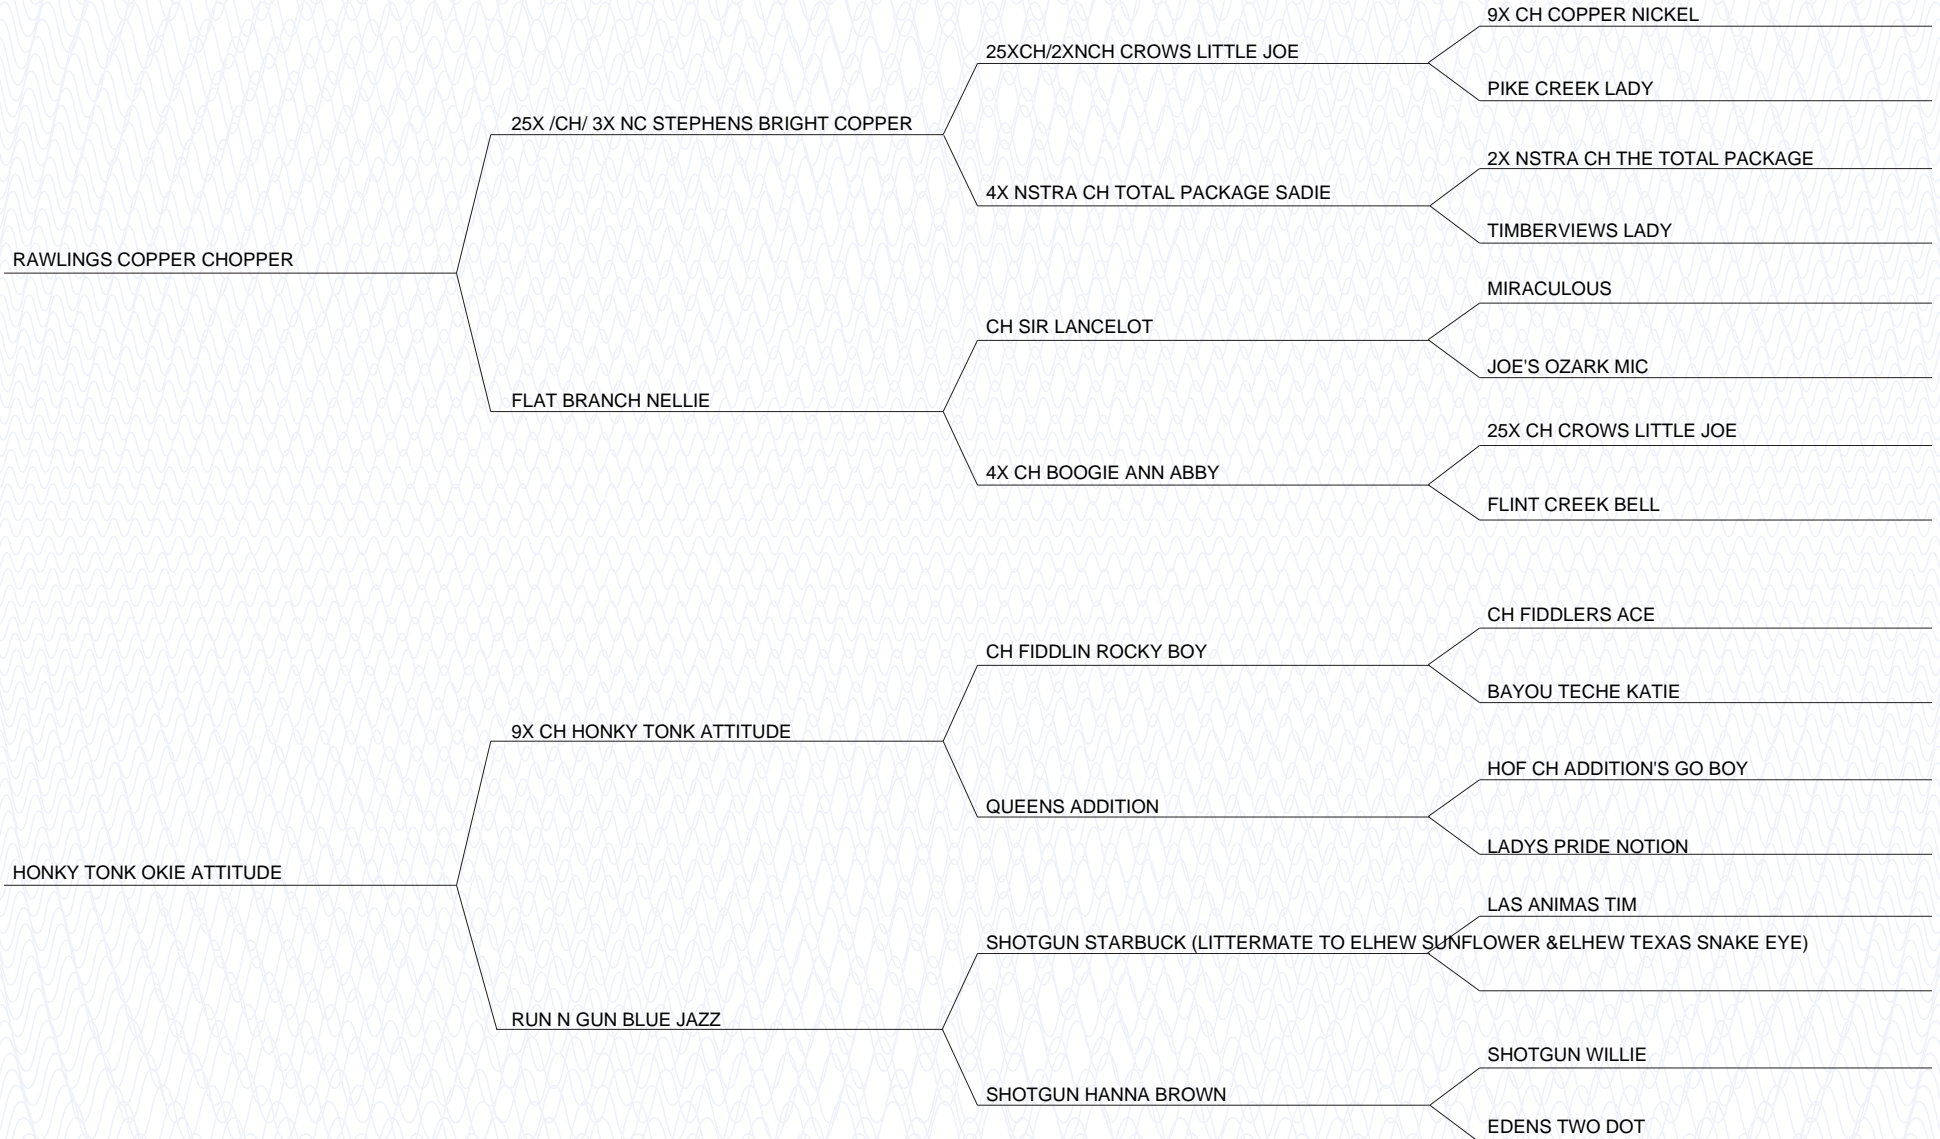 9X CH COPPER NICKEL
25XCH/2XNCH CROWS LITTLE JOE
PIKE CREEK LADY
25X /CH/ 3X NC STEPHENS BRIGHT COPPER
2X NSTRA CH THE TOTAL PACKAGE
4X NSTRA CH TOTAL PACKAGE SADIE
TIMBERVIEWS LADY
RAWLINGS COPPER CHOPPER
MIRACULOUS
CH SIR LANCELOT
JOE'S OZARK MIC
FLAT BRANCH NELLIE
25X CH CROWS LITTLE JOE
4X CH BOOGIE ANN ABBY
FLINT CREEK BELL
CH FIDDLERS ACE
CH FIDDLIN ROCKY BOY
BAYOU TECHE KATIE
9X CH HONKY TONK ATTITUDE
HOF CH ADDITION'S GO BOY
QUEENS ADDITION
LADYS PRIDE NOTION
HONKY TONK OKIE ATTITUDE
LAS ANIMAS TIM
SHOTGUN STARBUCK (LITTERMATE TO ELHEW SUNFLOWER &ELHEW TEXAS SNAKE EYE)
RUN N GUN BLUE JAZZ
SHOTGUN WILLIE
SHOTGUN HANNA BROWN
EDENS TWO DOT